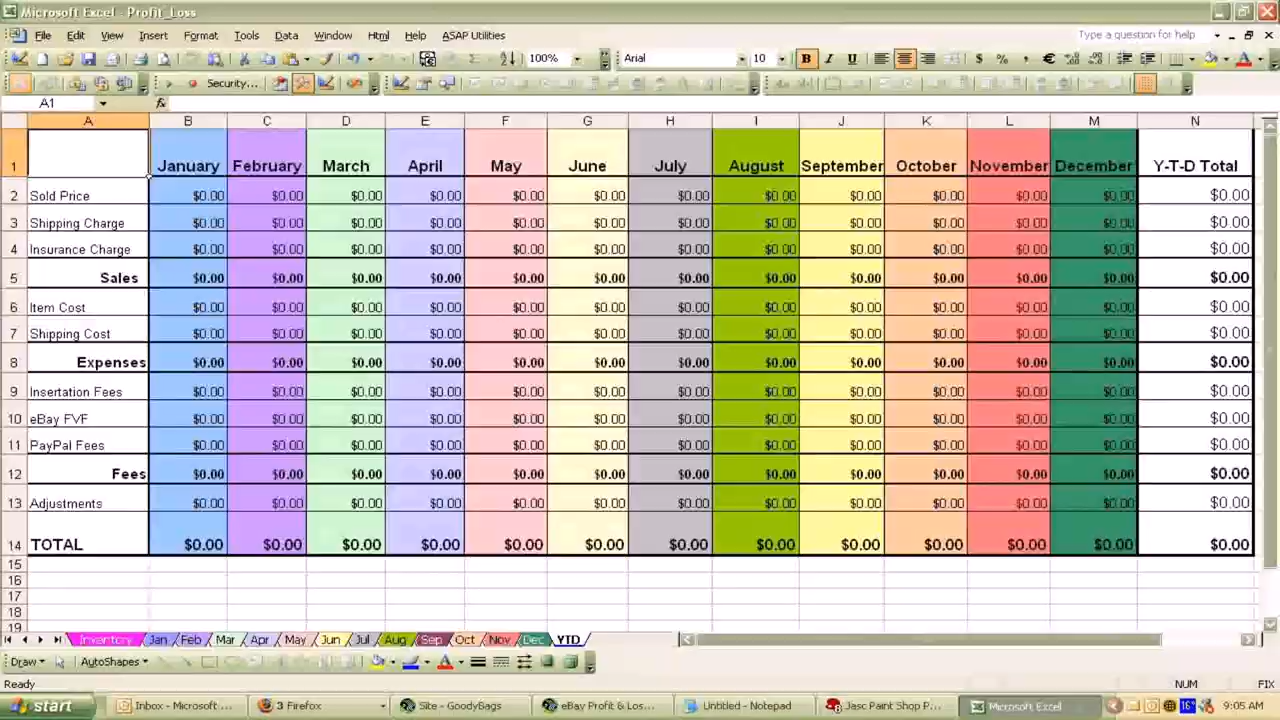 Microsoft Excel - Profit_Loss
File Edit View Insert Format Tools Data Window Html Help ASAP Utilities Type a question for help
100% Arial 10 B I U $ % , €
Security...
A1 fx
A B C D E F G H I J K L M N
1 January February March April May June July August September October November December Y-T-D Total
2 Sold Price $0.00 $0.00 $0.00 $0.00 $0.00 $0.00 $0.00 $0.00 $0.00 $0.00 $0.00 $0.00 $0.00
3 Shipping Charge $0.00 $0.00 $0.00 $0.00 $0.00 $0.00 $0.00 $0.00 $0.00 $0.00 $0.00 $0.00 $0.00
4 Insurance Charge $0.00 $0.00 $0.00 $0.00 $0.00 $0.00 $0.00 $0.00 $0.00 $0.00 $0.00 $0.00 $0.00
5 Sales $0.00 $0.00 $0.00 $0.00 $0.00 $0.00 $0.00 $0.00 $0.00 $0.00 $0.00 $0.00 $0.00
6 Item Cost $0.00 $0.00 $0.00 $0.00 $0.00 $0.00 $0.00 $0.00 $0.00 $0.00 $0.00 $0.00 $0.00
7 Shipping Cost $0.00 $0.00 $0.00 $0.00 $0.00 $0.00 $0.00 $0.00 $0.00 $0.00 $0.00 $0.00 $0.00
8 Expenses $0.00 $0.00 $0.00 $0.00 $0.00 $0.00 $0.00 $0.00 $0.00 $0.00 $0.00 $0.00 $0.00
9 Insertation Fees $0.00 $0.00 $0.00 $0.00 $0.00 $0.00 $0.00 $0.00 $0.00 $0.00 $0.00 $0.00 $0.00
10 eBay FVF $0.00 $0.00 $0.00 $0.00 $0.00 $0.00 $0.00 $0.00 $0.00 $0.00 $0.00 $0.00 $0.00
11 PayPal Fees $0.00 $0.00 $0.00 $0.00 $0.00 $0.00 $0.00 $0.00 $0.00 $0.00 $0.00 $0.00 $0.00
12 Fees $0.00 $0.00 $0.00 $0.00 $0.00 $0.00 $0.00 $0.00 $0.00 $0.00 $0.00 $0.00 $0.00
13 Adjustments $0.00 $0.00 $0.00 $0.00 $0.00 $0.00 $0.00 $0.00 $0.00 $0.00 $0.00 $0.00 $0.00
14 TOTAL $0.00 $0.00 $0.00 $0.00 $0.00 $0.00 $0.00 $0.00 $0.00 $0.00 $0.00 $0.00 $0.00
15
16
17
18
19
Inventory Jan Feb Mar Apr May Jun Jul Aug Sep Oct Nov Dec YTD
Draw AutoShapes
Ready NUM FIX
start Inbox - Microsoft ... 3 Firefox Site - GoodyBags eBay Profit & Los... Untitled - Notepad Jasc Paint Shop P... Microsoft Excel 16° 9:05 AM